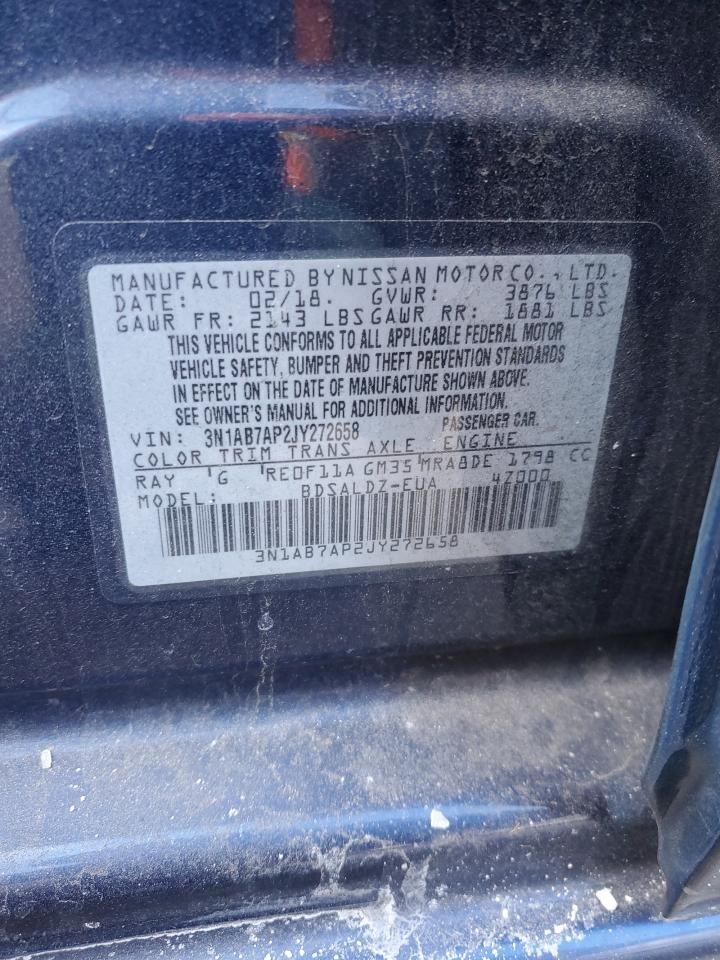 MANUFACTURED BY NISSAN MOTOR CO., LTD.
DATE: 02/18. GVWR: 3876 LBS
GAWR FR: 2143 LBS GAWR RR: 1881 LBS
THIS VEHICLE CONFORMS TO ALL APPLICABLE FEDERAL MOTOR
VEHICLE SAFETY, BUMPER AND THEFT PREVENTION STANDARDS
IN EFFECT ON THE DATE OF MANUFACTURE SHOWN ABOVE.
SEE OWNER'S MANUAL FOR ADDITIONAL INFORMATION.
VIN: 3N1AB7AP2JY272658 PASSENGER CAR.
COLOR TRIM TRANS AXLE ENGINE
RAY 'G 'RE0F11A GM35 MRA8DE 1798 CC
MODEL: BDSALDZ-EUA 4Z000
3N1AB7AP2JY272658